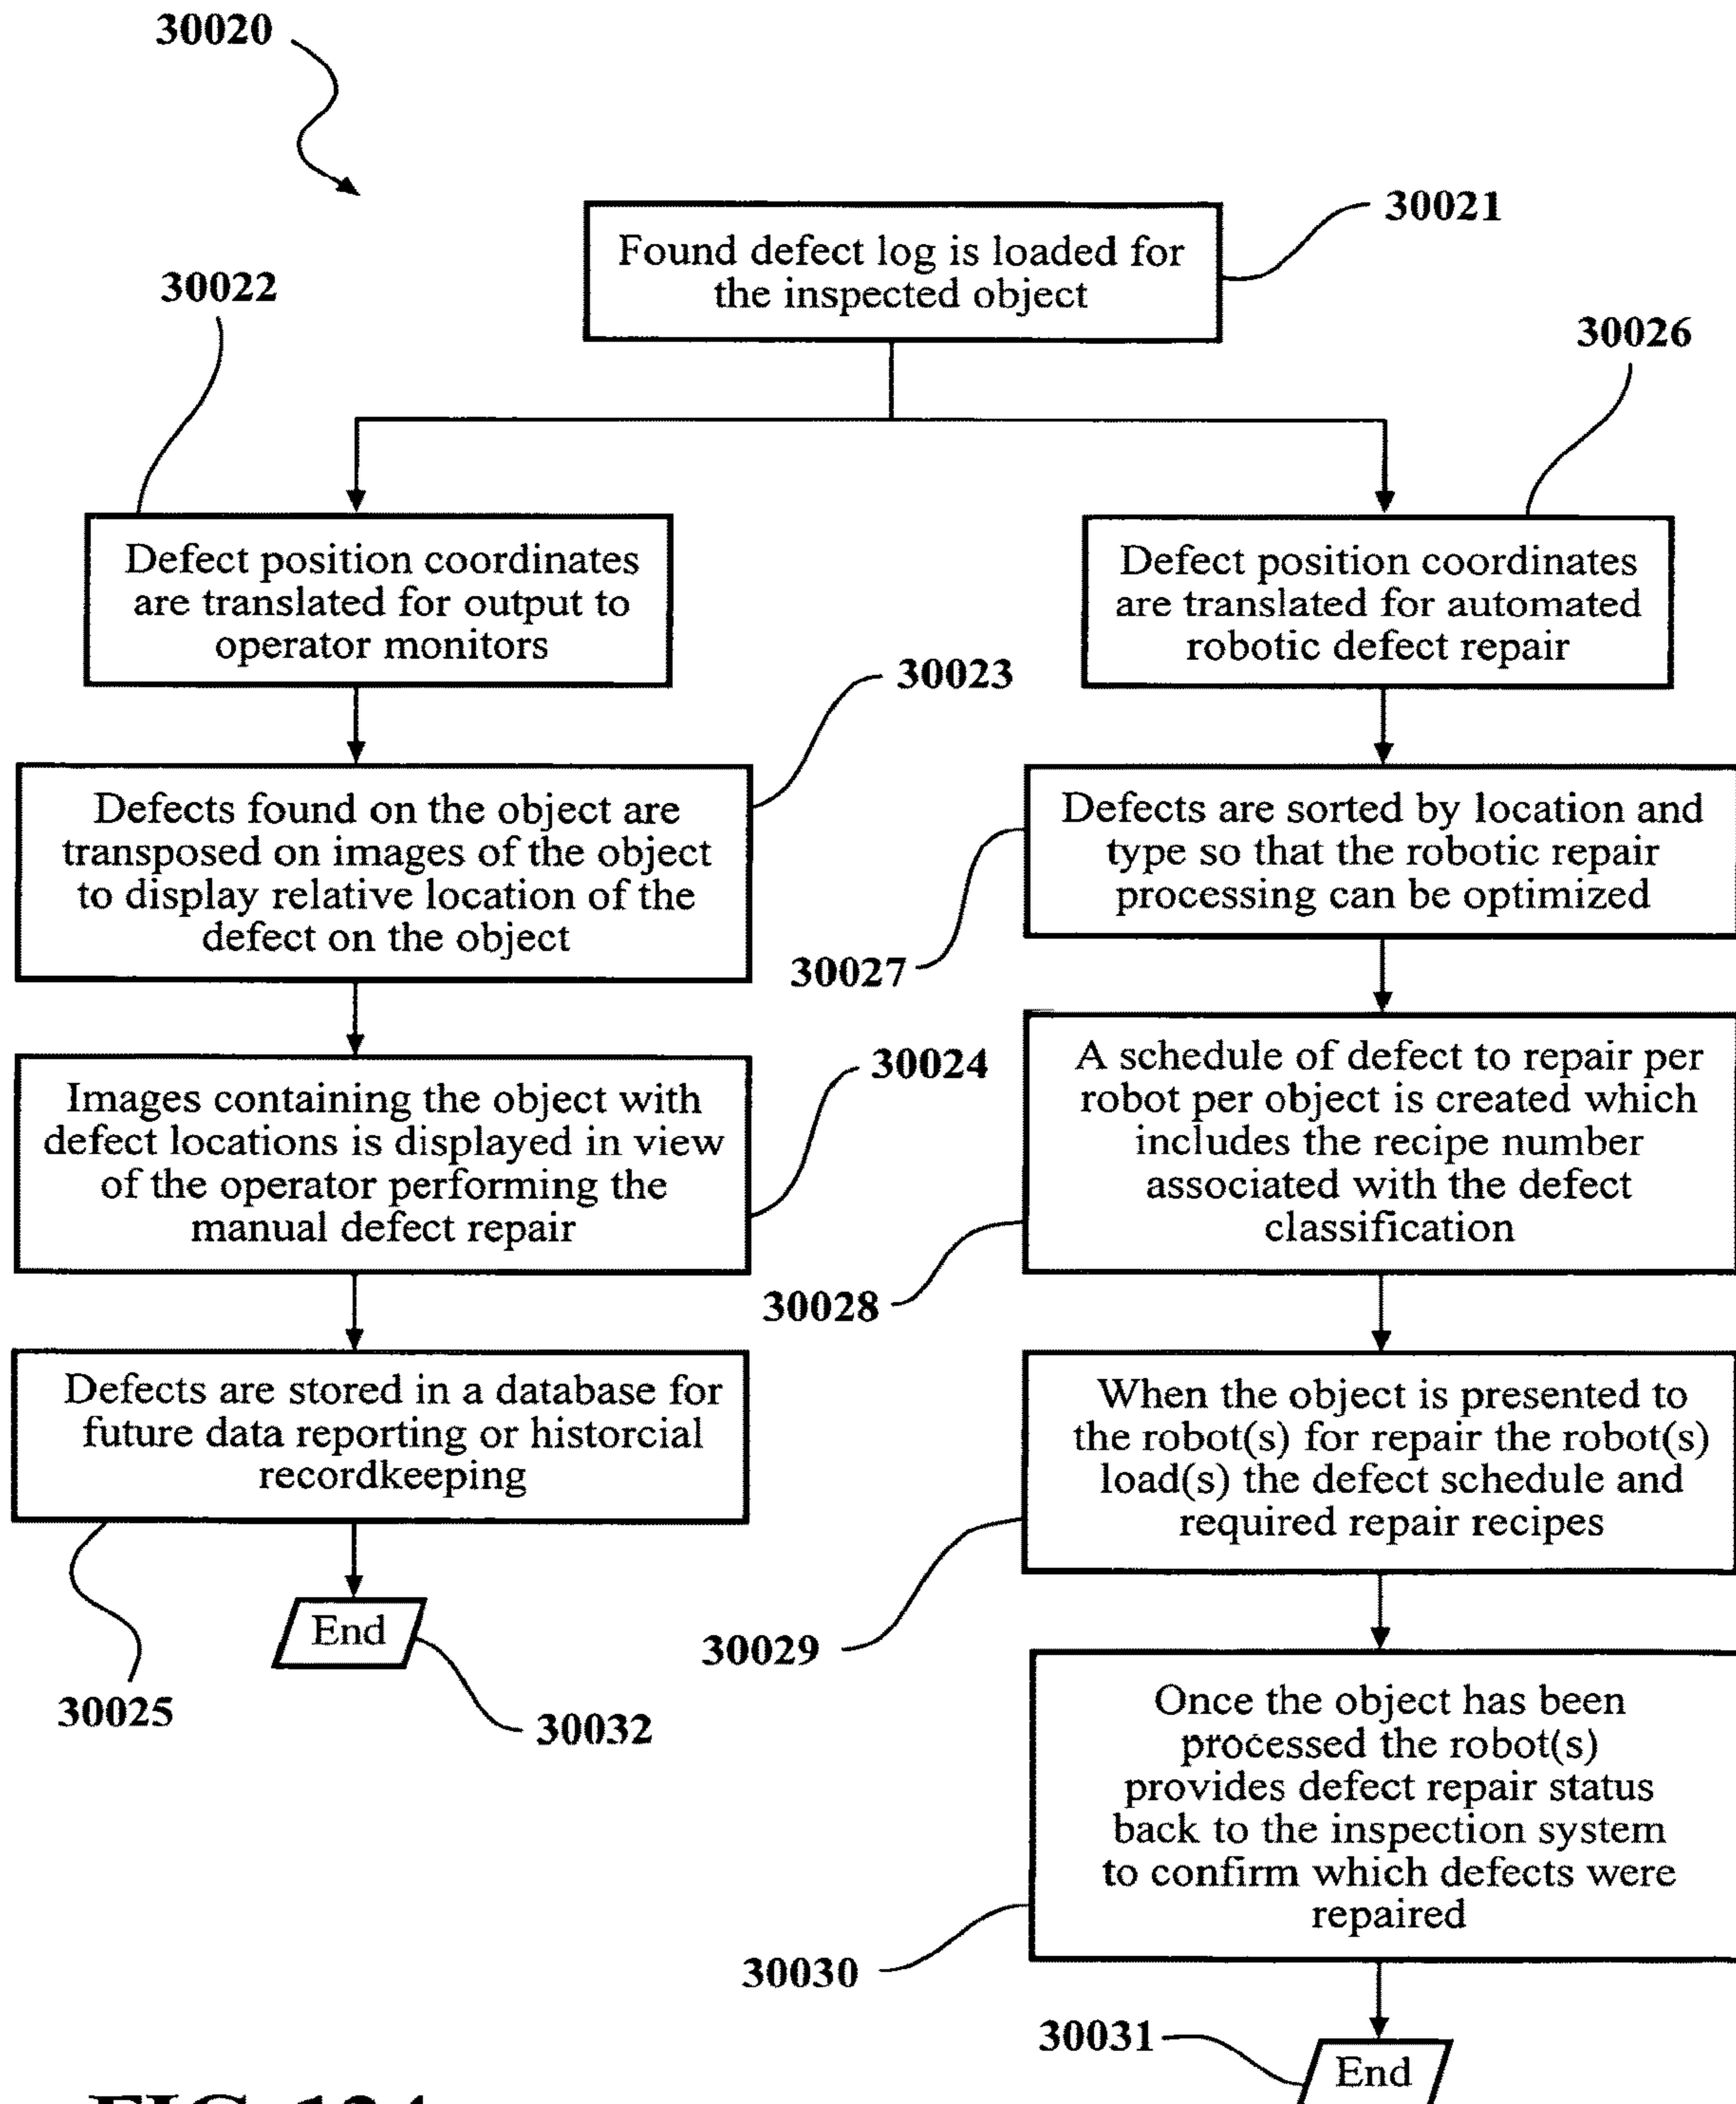 30020
30021
Found defect log is loaded for
the inspected object
30022
30026
Defect position coordinates
are translated for output to
operator monitors
Defect position coordinates
are translated for automated
robotic defect repair
30023
Defects found on the object are
transposed on images of the object
to display relative location of the
defect on the object
Defects are sorted by location and
type so that the robotic repair
processing can be optimized
30027
30024
Images containing the object with
defect locations is displayed in view
of the operator performing the
manual defect repair
A schedule of defect to repair per
robot per object is created which
includes the recipe number
associated with the defect
classification
30028
Defects are stored in a database for
future data reporting or historcial
recordkeeping
When the object is presented to
the robot(s) for repair the robot(s)
load(s) the defect schedule and
required repair recipes
End
30029
30025
30032
Once the object has been
processed the robot(s)
provides defect repair status
back to the inspection system
to confirm which defects were
repaired
30030
30031
End